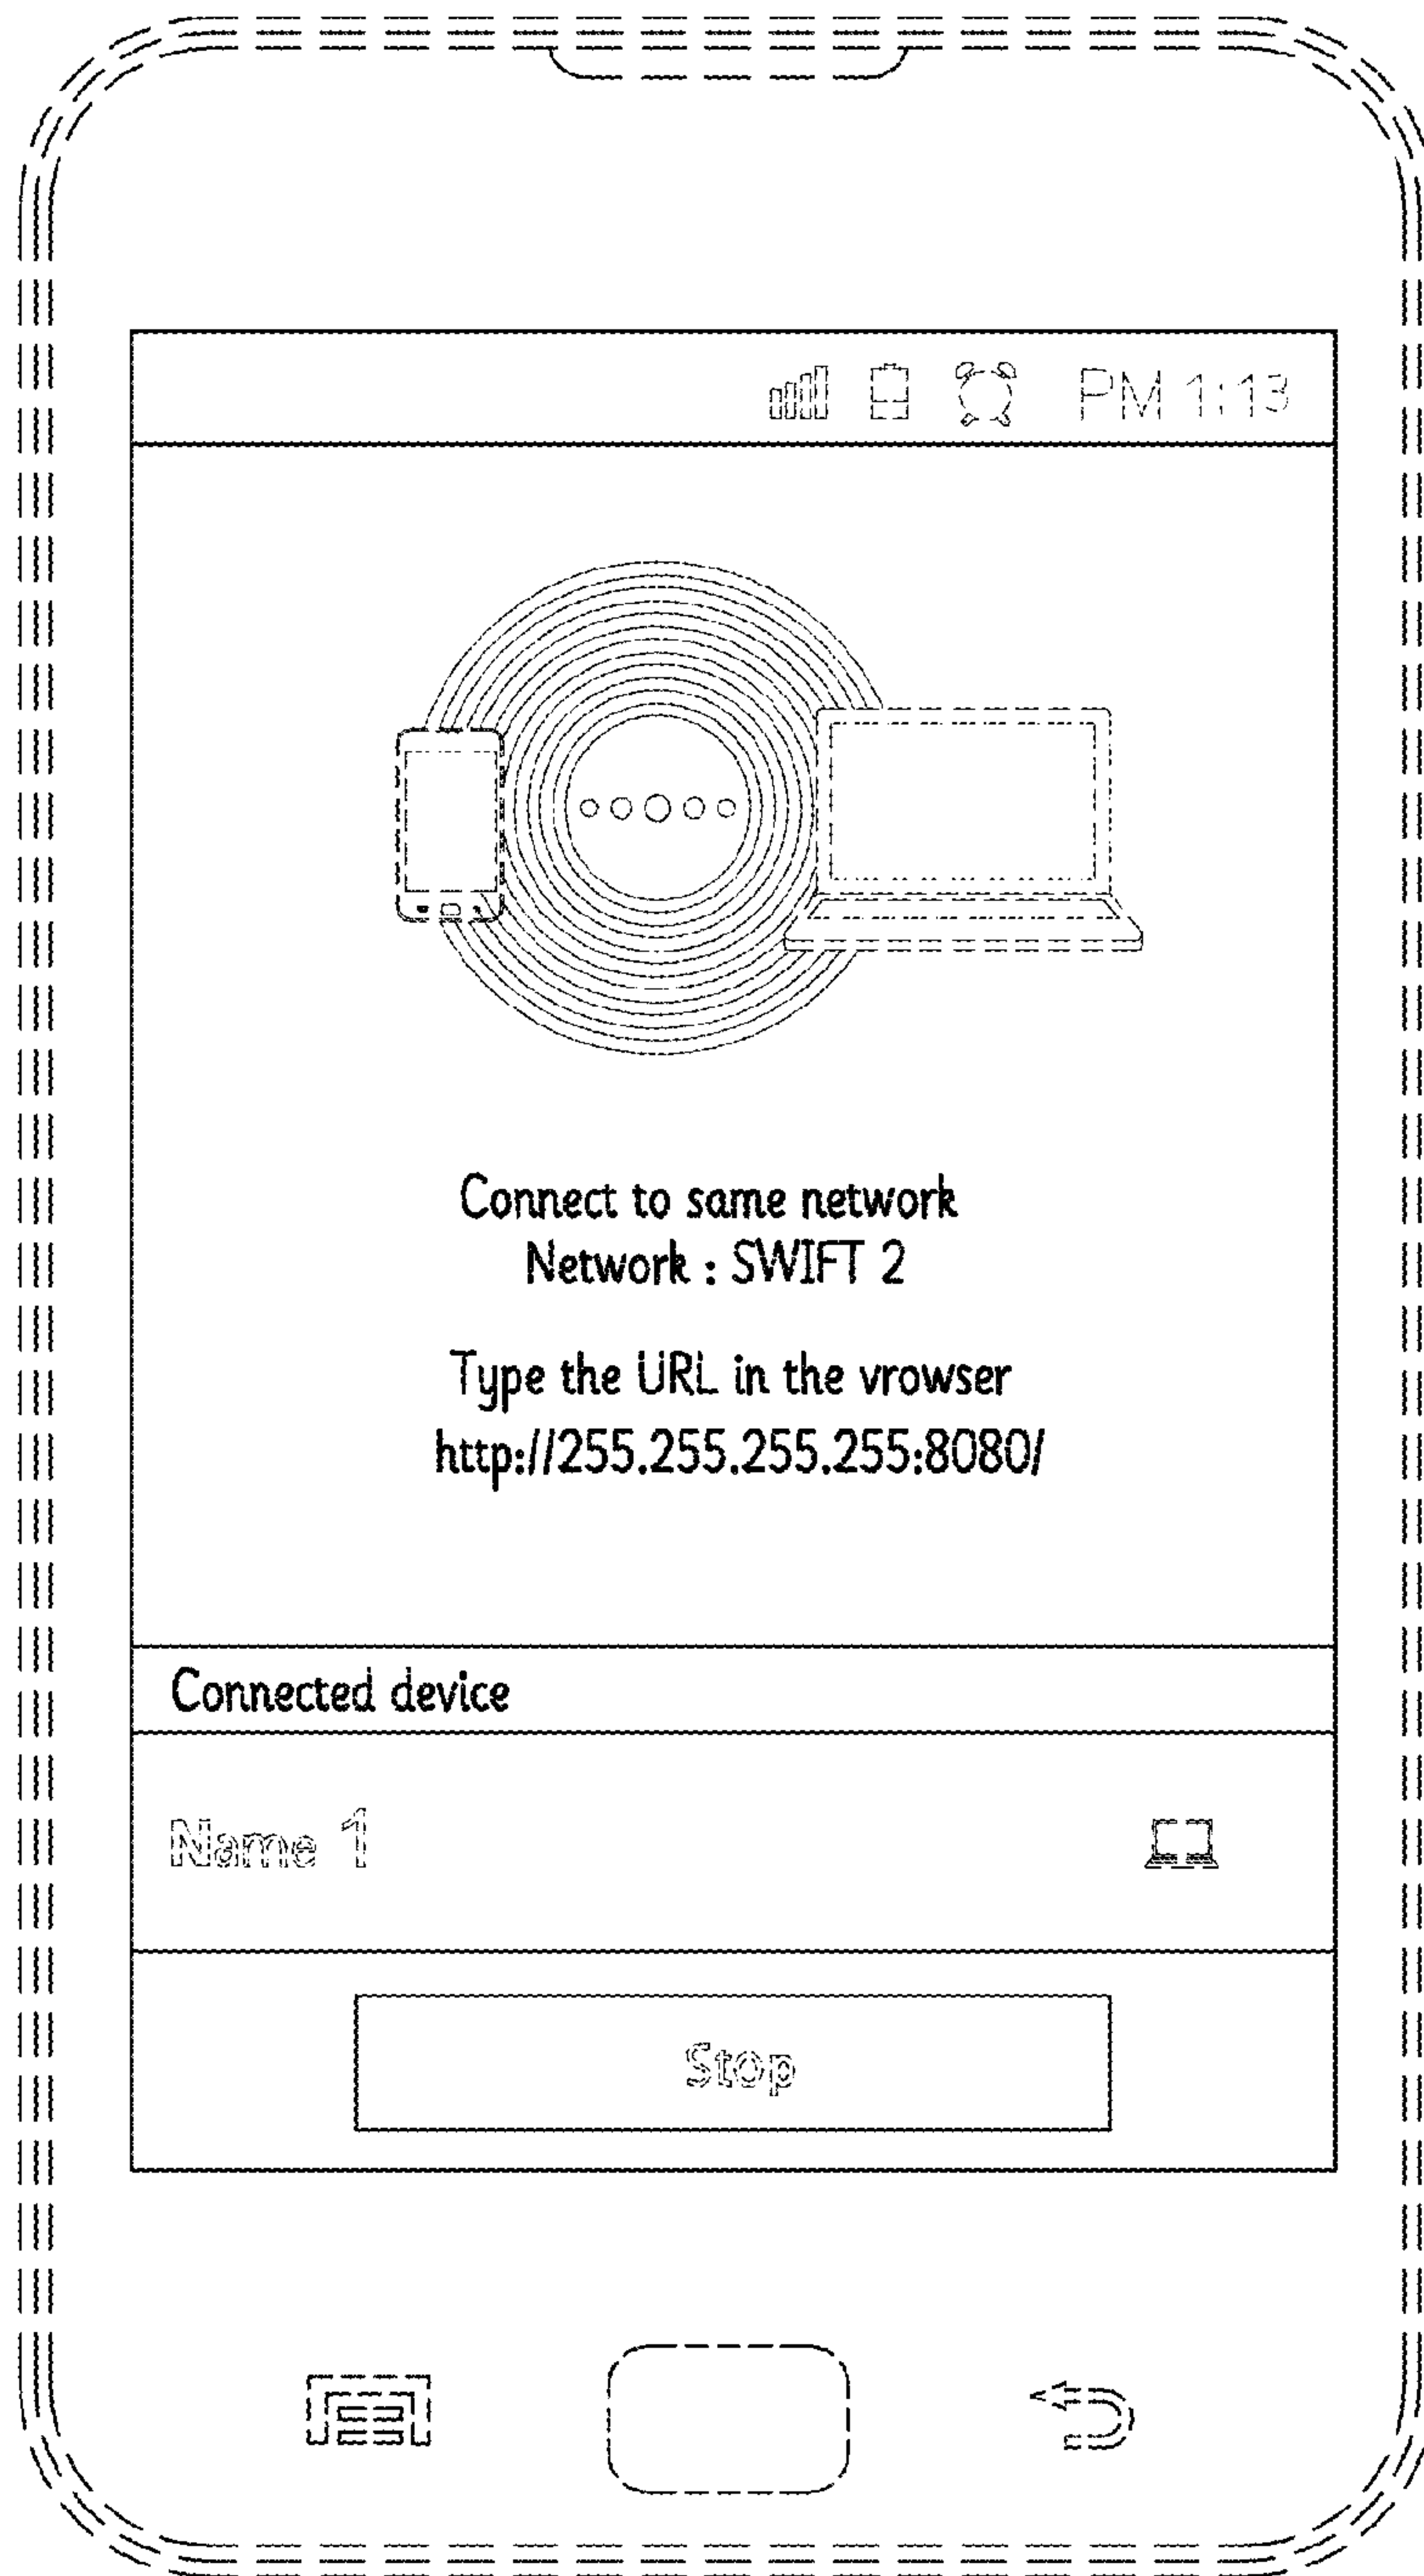 PM 1:13
Connect to same network
Network : SWIFT 2
Type the URL in the vrowser
http://255.255.255.255:8080/
Connected device
Name 1
Stop